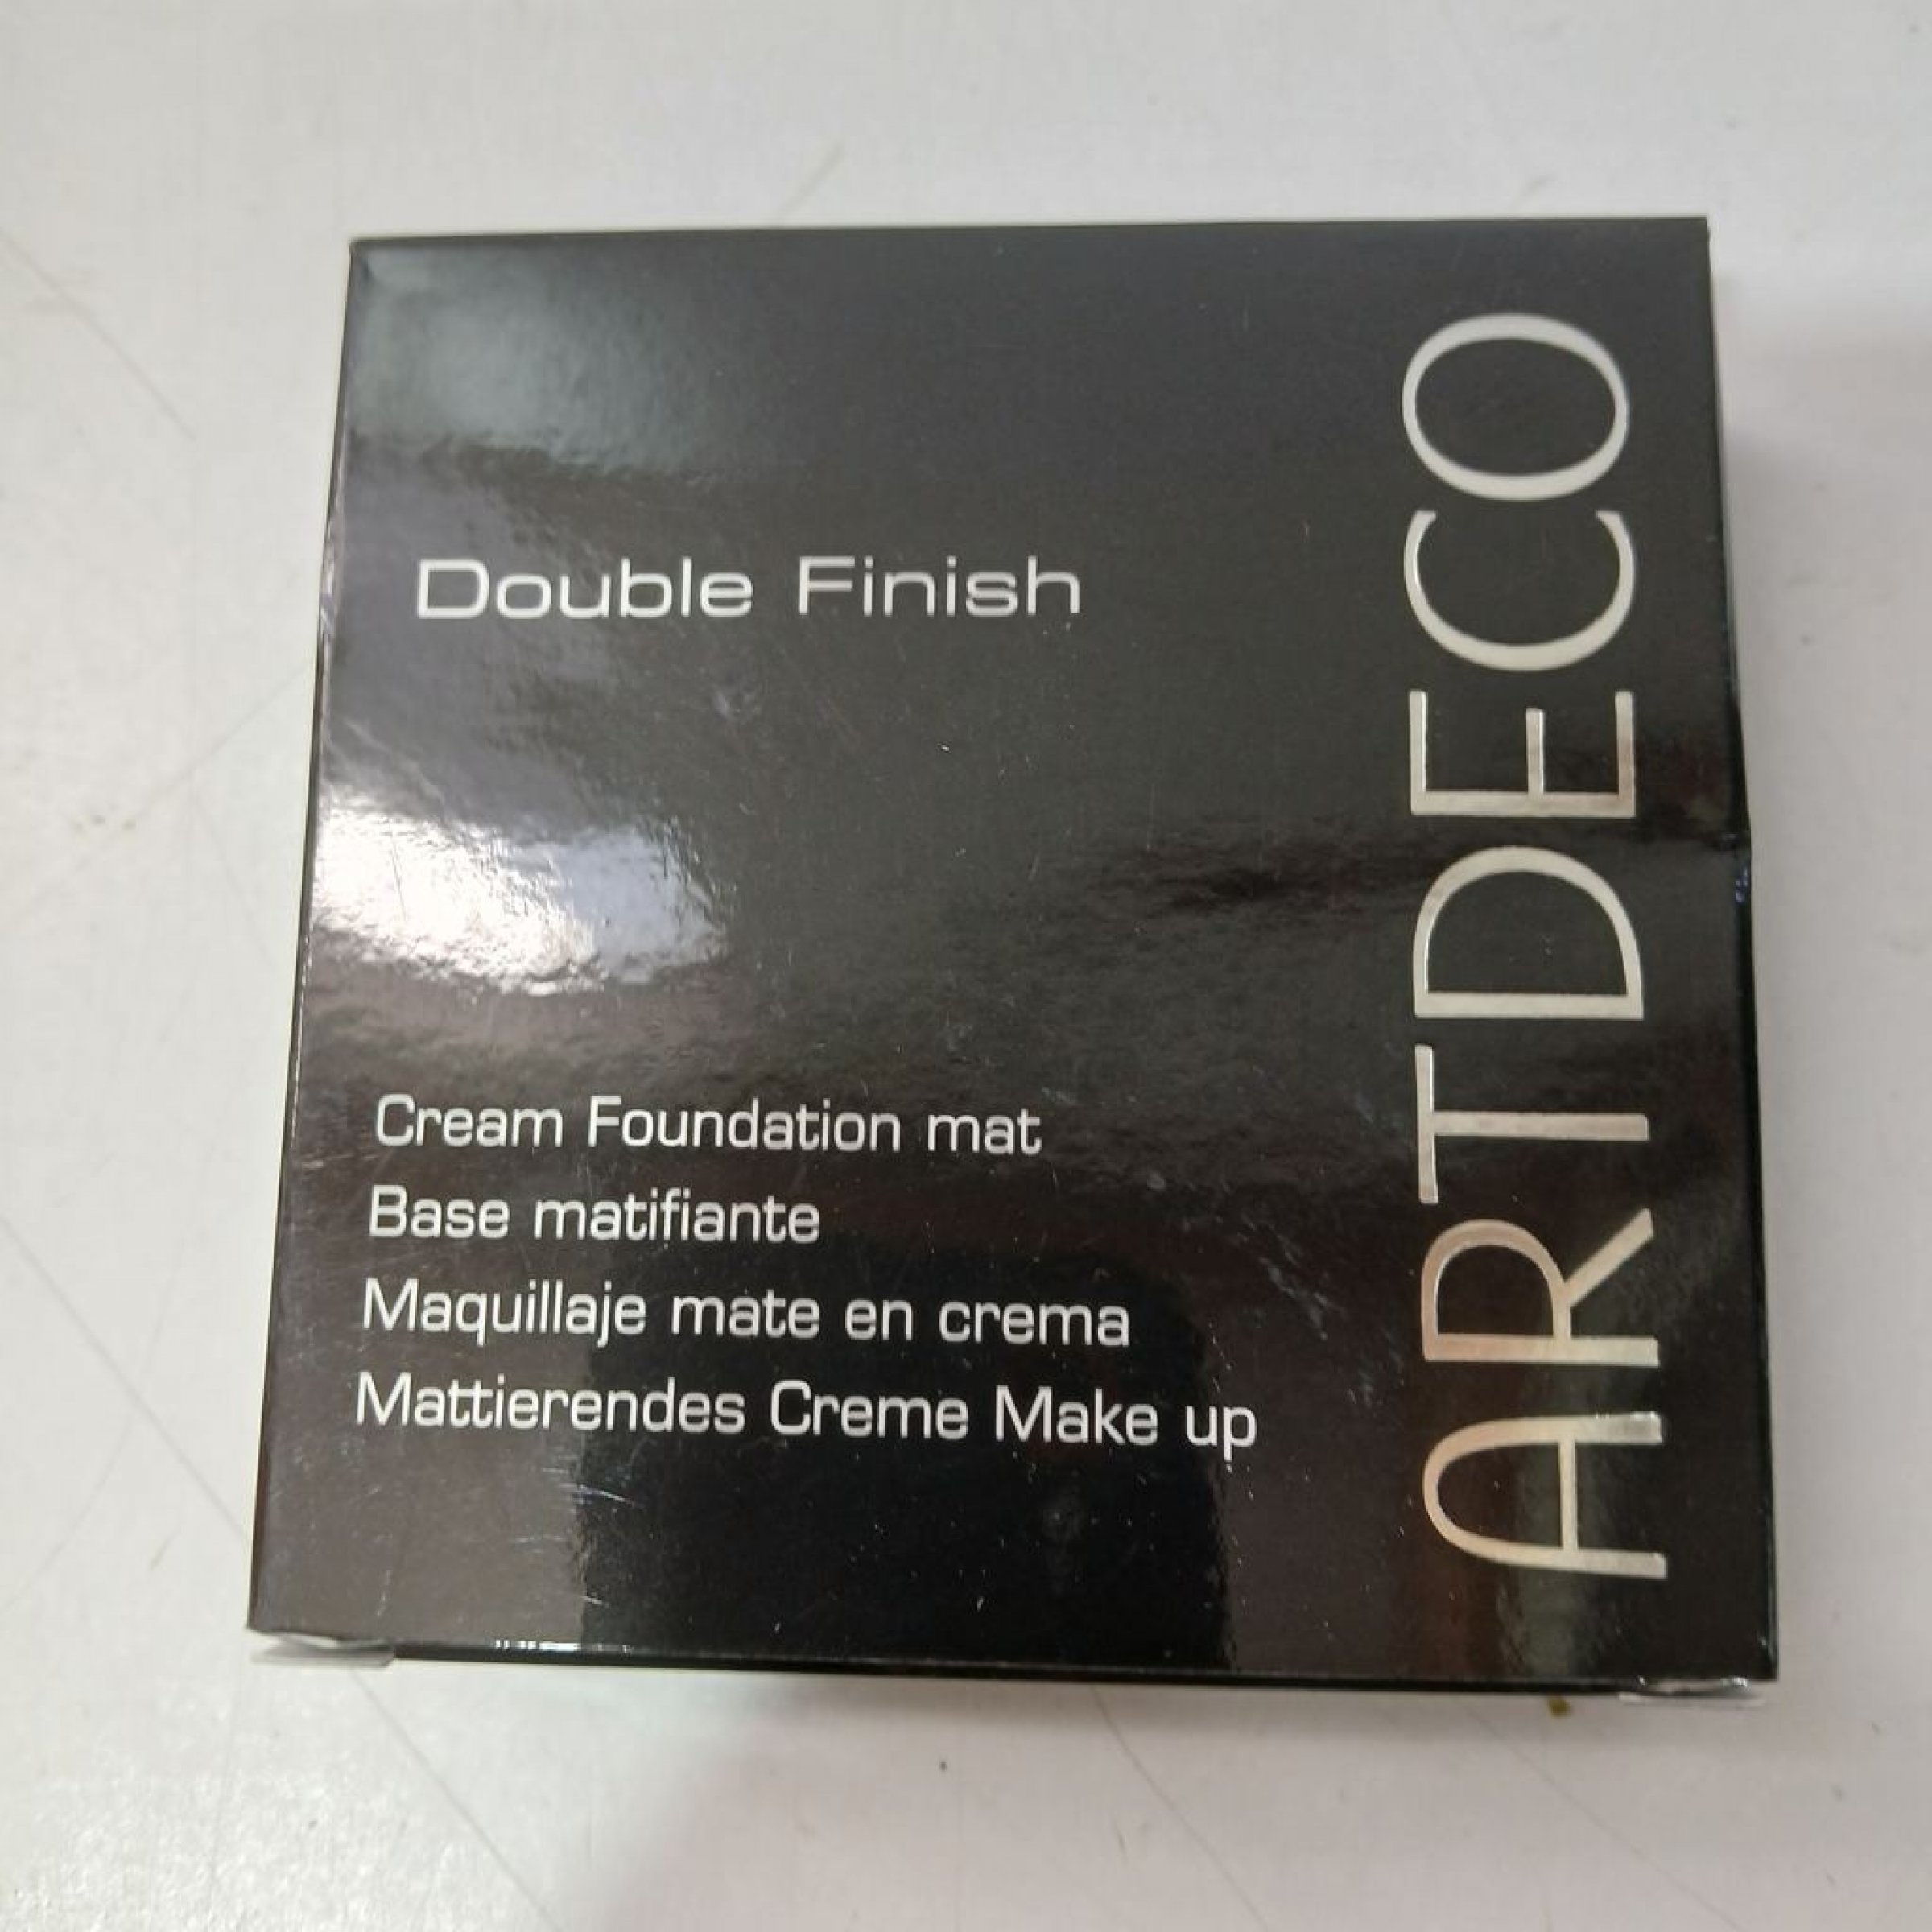 Double Finish
Cream Foundation mat
Base matifiante
Maquillaje mate en crema
Mattierendes Creme Make up
ARTDECO